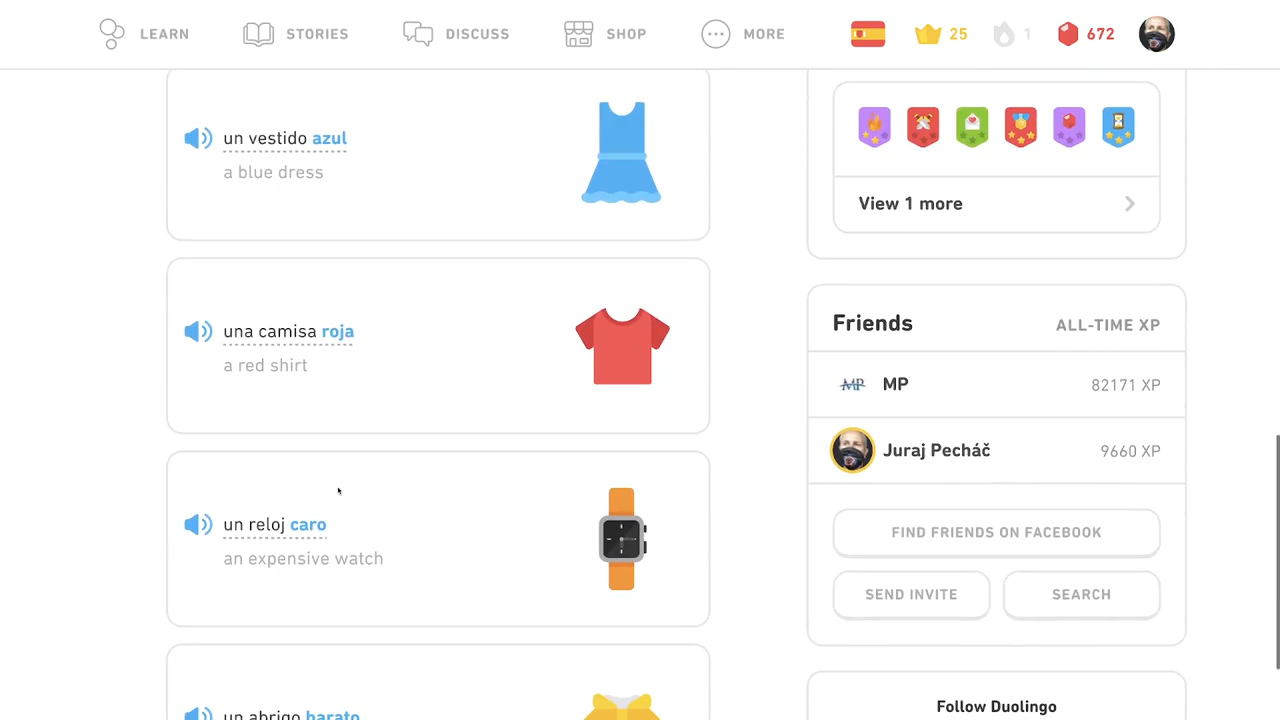 LEARN
STORIES
DISCUSS
SHOP
MORE
25
1
672
un vestido azul
a blue dress
una camisa roja
a red shirt
un reloj caro
an expensive watch
un abrigo barato
View 1 more
Friends
ALL-TIME XP
MP
MP
82171 XP
Juraj Pecháč
9660 XP
FIND FRIENDS ON FACEBOOK
SEND INVITE
SEARCH
Follow Duolingo